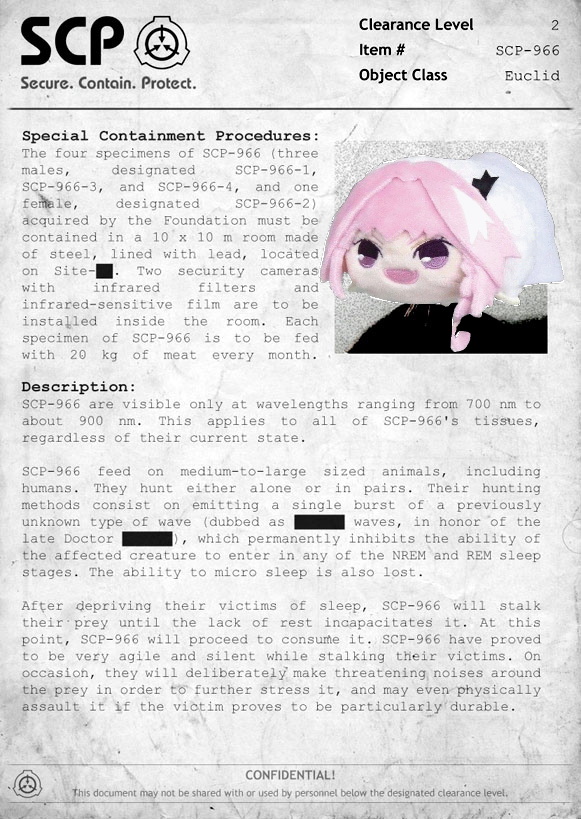 SCP
Secure. Contain. Protect.
Clearance Level 2
Item # SCP-966
Object Class Euclid
Special Containment Procedures:
The four specimens of SCP-966 (three
males, designated SCP-966-1,
SCP-966-3, and SCP-966-4, and one
female, designated SCP-966-2)
acquired by the Foundation must be
contained in a 10 x 10 m room made
of steel, lined with lead, located
on Site-██. Two security cameras
with infrared filters and
infrared-sensitive film are to be
installed inside the room. Each
specimen of SCP-966 is to be fed
with 20 kg of meat every month.
Description:
SCP-966 are visible only at wavelengths ranging from 700 nm to
about 900 nm. This applies to all of SCP-966's tissues,
regardless of their current state.
SCP-966 feed on medium-to-large sized animals, including
humans. They hunt either alone or in pairs. Their hunting
methods consist on emitting a single burst of a previously
unknown type of wave (dubbed as ██████ waves, in honor of the
late Doctor ██████), which permanently inhibits the ability of
the affected creature to enter in any of the NREM and REM sleep
stages. The ability to micro sleep is also lost.
After depriving their victims of sleep, SCP-966 will stalk
their prey until the lack of rest incapacitates it. At this
point, SCP-966 will proceed to consume it. SCP-966 have proved
to be very agile and silent while stalking their victims. On
occasion, they will deliberately make threatening noises around
the prey in order to further stress it, and may even physically
assault it if the victim proves to be particularly durable.
CONFIDENTIAL!
This document may not be shared with or used by personnel below the designated clearance level.